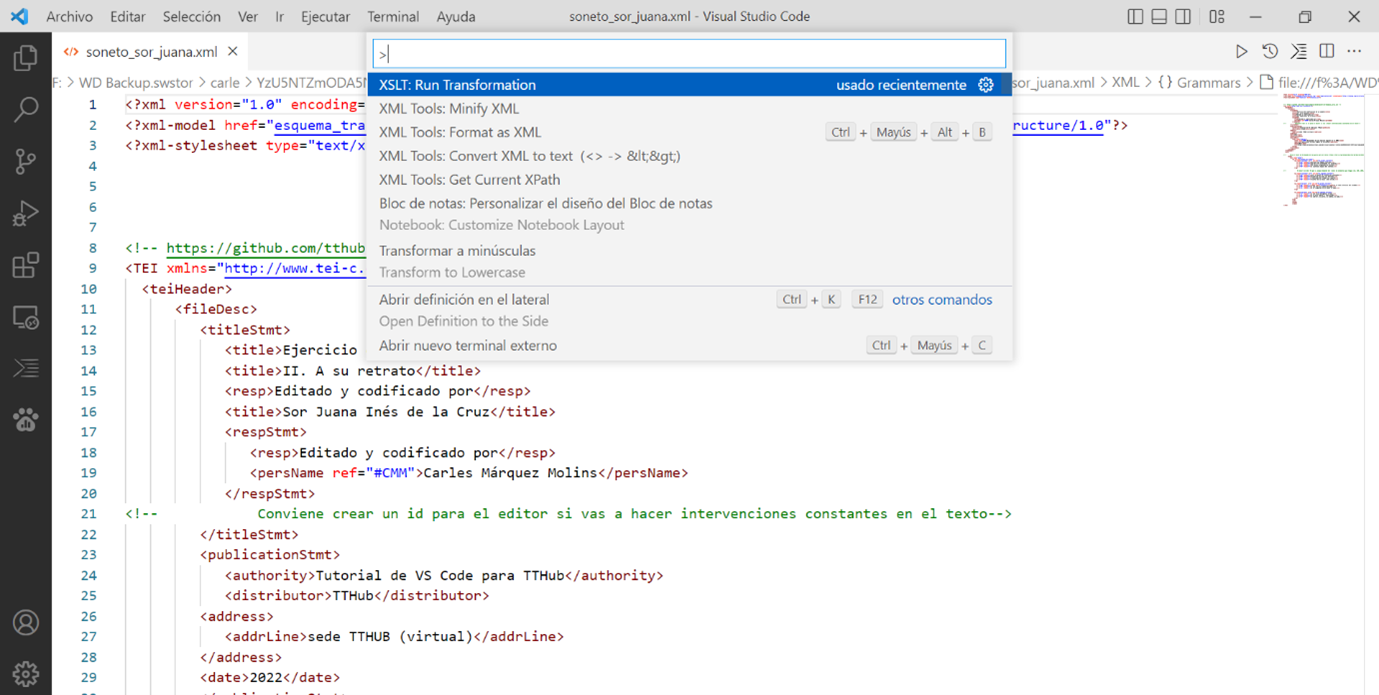 Archivo Editar Selección Ver Ir Ejecutar Terminal Ayuda soneto_sor_juana.xml - Visual Studio Code
soneto_sor_juana.xml
>
F: > WD Backup.swstor > carle > YzU5NTZmODA5N sor_juana.xml > XML > {} Grammars > file:///f%3A/WD%
XSLT: Run Transformation usado recientemente
XML Tools: Minify XML
XML Tools: Format as XML Ctrl + Mayús + Alt + B
XML Tools: Convert XML to text (<> -> &lt;&gt;)
XML Tools: Get Current XPath
Bloc de notas: Personalizar el diseño del Bloc de notas
Notebook: Customize Notebook Layout
Transformar a minúsculas
Transform to Lowercase
Abrir definición en el lateral Ctrl + K F12 otros comandos
Open Definition to the Side
Abrir nuevo terminal externo Ctrl + Mayús + C
1 <?xml version="1.0" encoding=
2 <?xml-model href="esquema_tra ructure/1.0"?>
3 <?xml-stylesheet type="text/x
4
5
6
7
8 <!-- https://github.com/tthub
9 <TEI xmlns="http://www.tei-c.
10 <teiHeader>
11 <fileDesc>
12 <titleStmt>
13 <title>Ejercicio
14 <title>II. A su retrato</title>
15 <resp>Editado y codificado por</resp>
16 <title>Sor Juana Inés de la Cruz</title>
17 <respStmt>
18 <resp>Editado y codificado por</resp>
19 <persName ref="#CMM">Carles Márquez Molins</persName>
20 </respStmt>
21 <!-- Conviene crear un id para el editor si vas a hacer intervenciones constantes en el texto-->
22 </titleStmt>
23 <publicationStmt>
24 <authority>Tutorial de VS Code para TTHub</authority>
25 <distributor>TTHub</distributor>
26 <address>
27 <addrLine>sede TTHUB (virtual)</addrLine>
28 </address>
29 <date>2022</date>